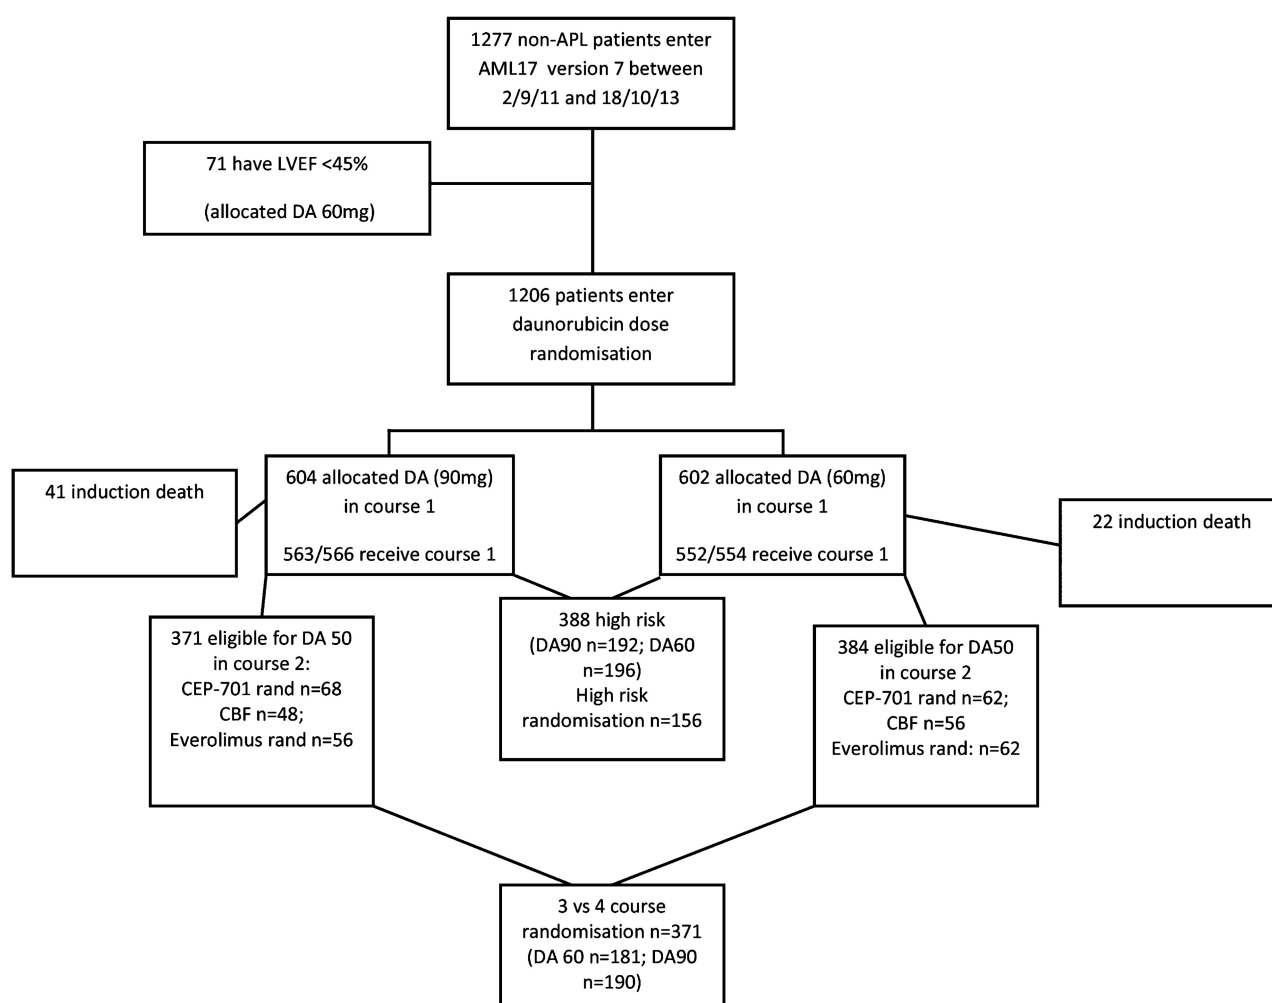 1277 non-APL patients enter
AML17  version 7 between
2/9/11 and 18/10/13
71 have LVEF <45%
(allocated DA 60mg)
1206 patients enter
daunorubicin dose
randomisation
41 induction death
604 allocated DA (90mg)
in course 1
563/566 receive course 1
602 allocated DA (60mg)
in course 1
552/554 receive course 1
22 induction death
371 eligible for DA 50
in course 2:
CEP-701 rand n=68
CBF n=48;
Everolimus rand n=56
388 high risk
(DA90 n=192; DA60
n=196)
High risk
randomisation n=156
384 eligible for DA50
in course 2
CEP-701 rand n=62;
CBF n=56
Everolimus rand: n=62
3 vs 4 course
randomisation n=371
(DA 60 n=181; DA90
n=190)